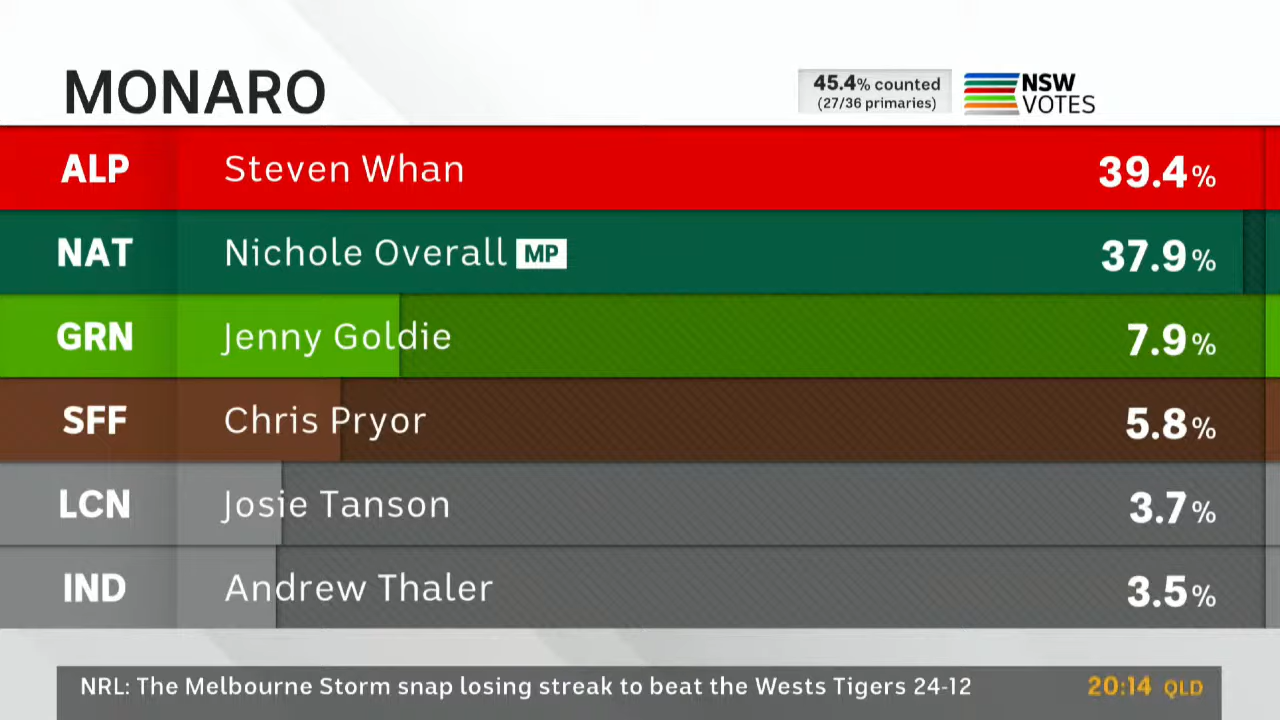 MONARO
45.4% counted
(27/36 primaries)
NSW
VOTES
ALP Steven Whan 39.4%
NAT Nichole Overall MP 37.9%
GRN Jenny Goldie 7.9%
SFF Chris Pryor 5.8%
LCN Josie Tanson 3.7%
IND Andrew Thaler 3.5%
NRL: The Melbourne Storm snap losing streak to beat the Wests Tigers 24-12 20:14 QLD